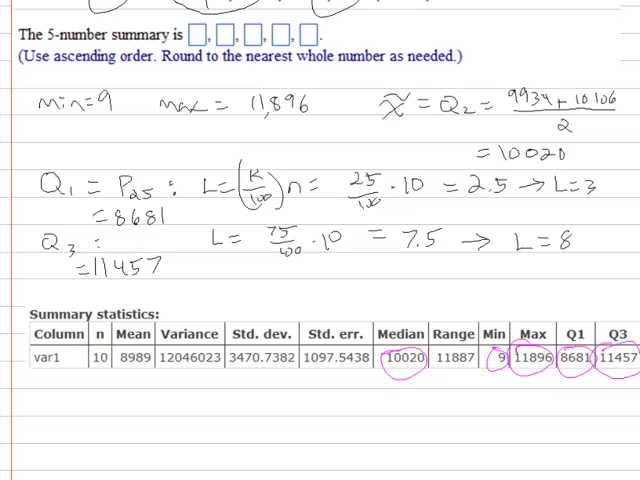 The 5-number summary is , , , , .
(Use ascending order. Round to the nearest whole number as needed.)
min=9 max = 11,896 x̃ = Q2 = 9934 + 10106 / 2
= 10020
Q1 = P25 : L = (k/100) n = 25/100 · 10 = 2.5 → L=3
= 8681
Q3 : L = 75/100 · 10 = 7.5 → L = 8
= 11457
Summary statistics:
Column n Mean Variance Std. dev. Std. err. Median Range Min Max Q1 Q3
var1 10 8989 12046023 3470.7382 1097.5438 10020 11887 9 11896 8681 11457